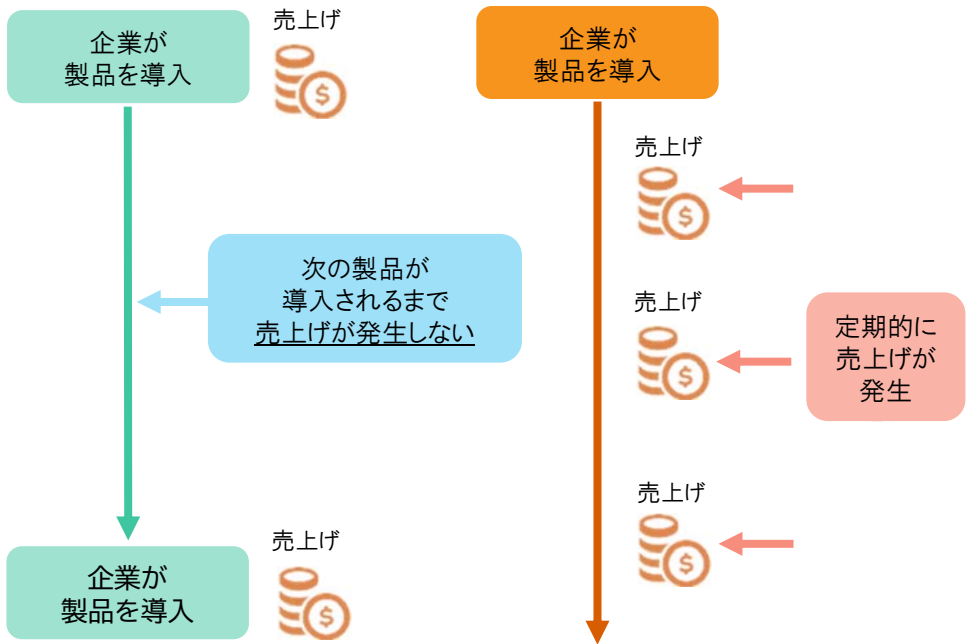 企業が
製品を導入
売上げ
次の製品が
導入されるまで
売上げが発生しない
企業が
製品を導入
売上げ
企業が
製品を導入
売上げ
$
売上げ
$
定期的に
売上げが
発生
売上げ
$
$
$